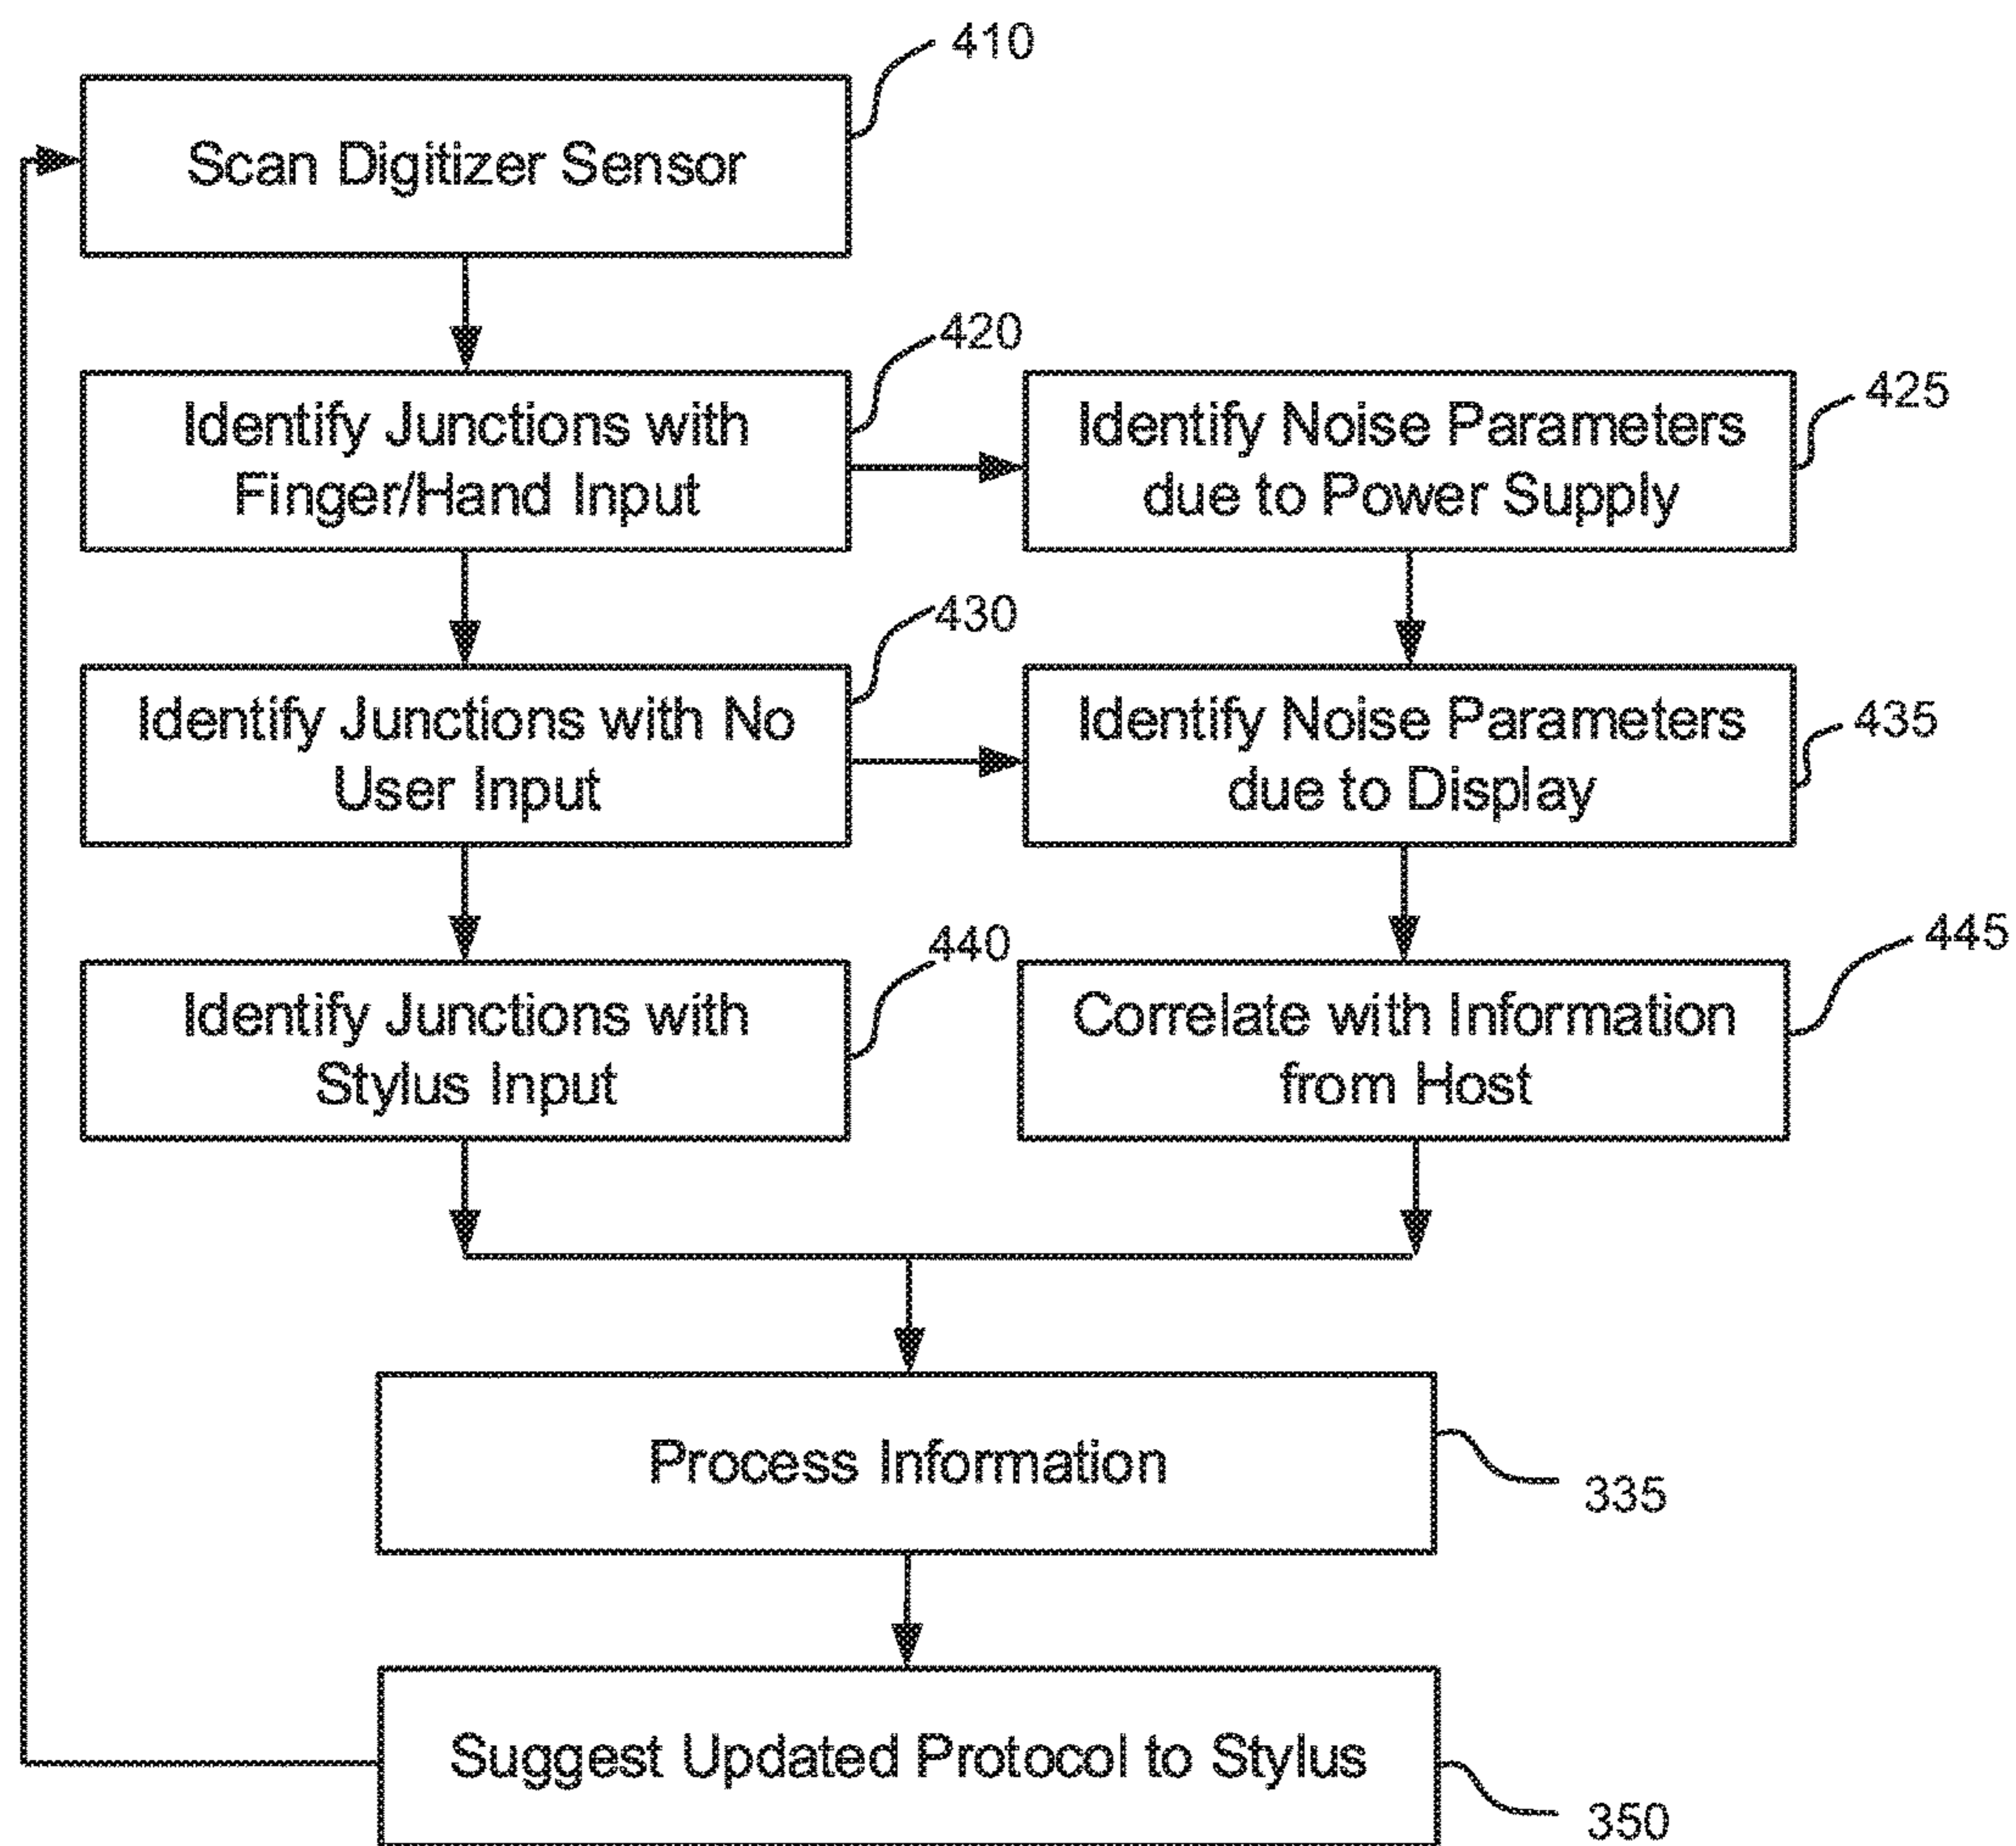 410
Scan Digitizer Sensor
420
Identify Junctions with
Finger/Hand Input
425
Identify Noise Parameters
due to Power Supply
430
Identify Junctions with No
User Input
435
Identify Noise Parameters
due to Display
440
Identify Junctions with
Stylus Input
445
Correlate with Information
from Host
Process Information
335
Suggest Updated Protocol to Stylus
350